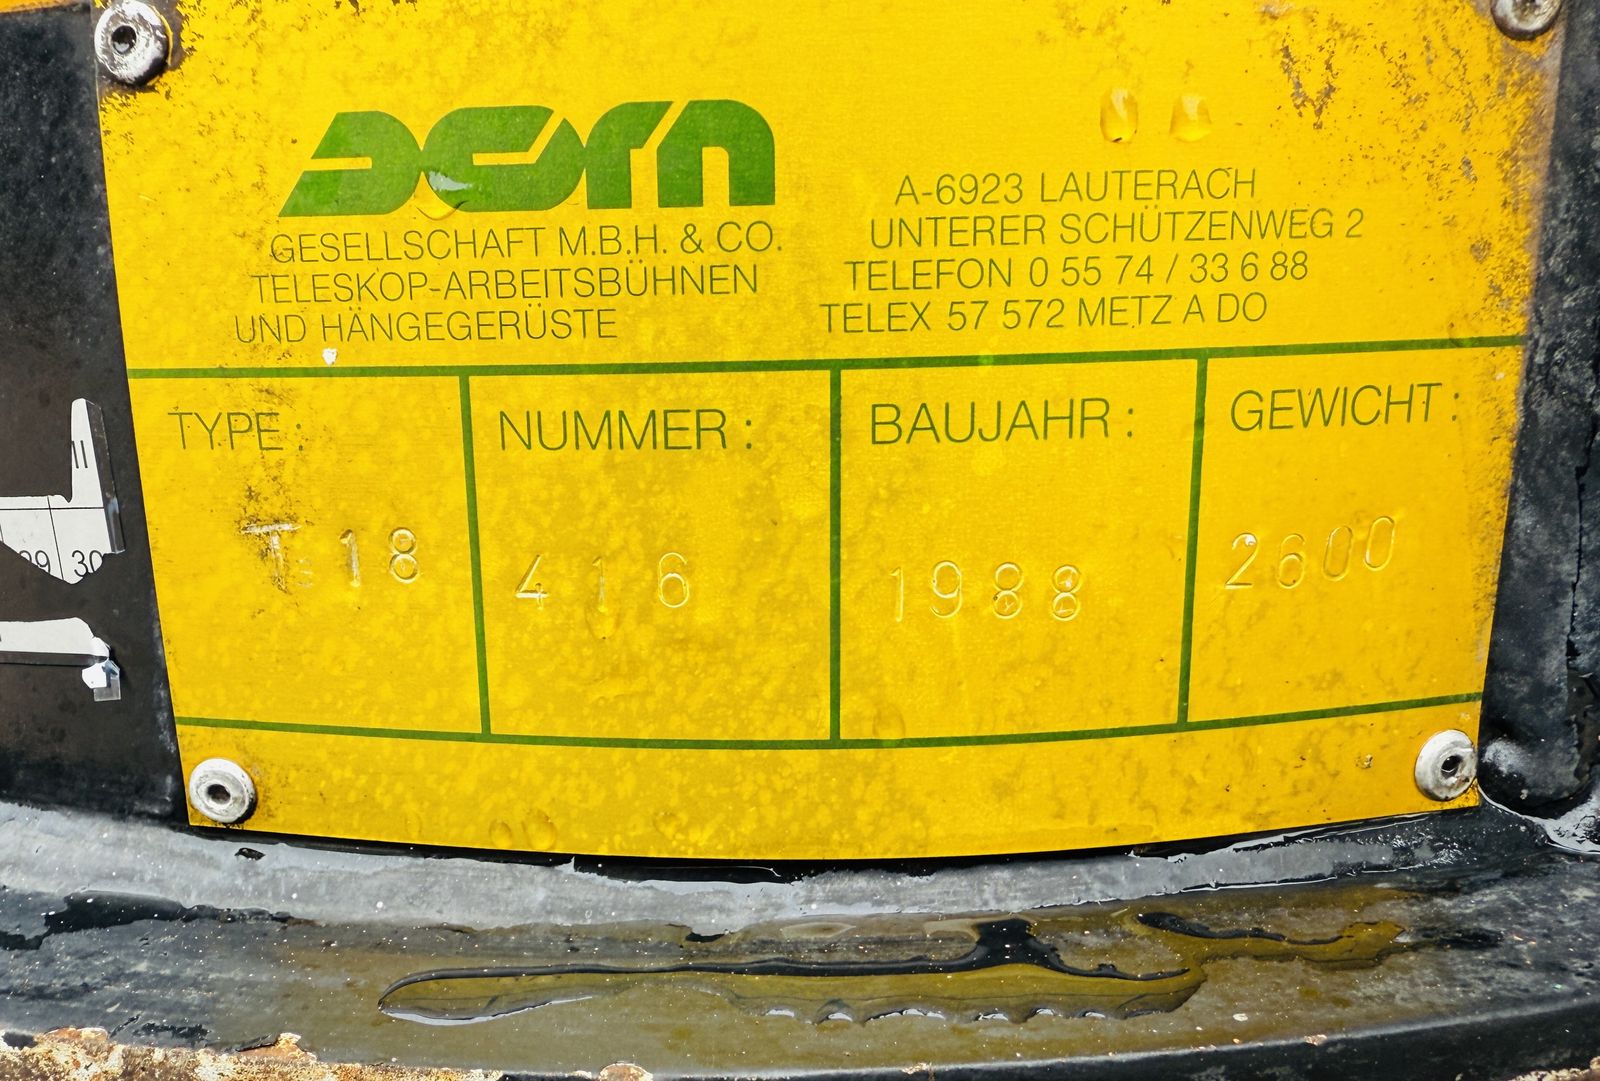 Dorn
GESELLSCHAFT M.B.H. & CO.
TELESKOP-ARBEITSBÜHNEN
UND HÄNGEGERÜSTE
A-6923 LAUTERACH
UNTERER SCHÜTZENWEG 2
TELEFON 0 55 74 / 33 6 88
TELEX 57 572 METZ A DO
TYPE:
T 18
NUMMER:
416
BAUJAHR:
1988
GEWICHT:
2600
30